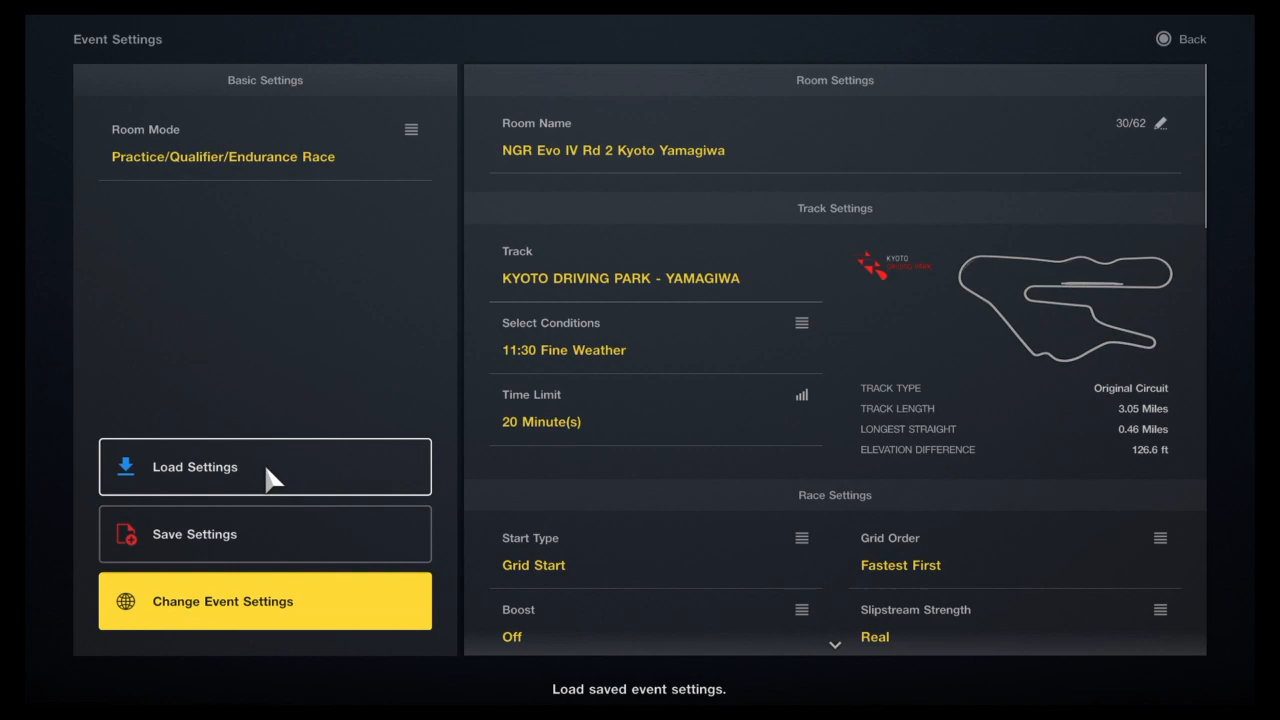 Event Settings
Back
Basic Settings
Room Mode
Practice/Qualifier/Endurance Race
Load Settings
Save Settings
Change Event Settings
Room Settings
Room Name
30/62
NGR Evo IV Rd 2 Kyoto Yamagiwa
Track Settings
Track
KYOTO DRIVING PARK - YAMAGIWA
Select Conditions
11:30 Fine Weather
Time Limit
20 Minute(s)
KYOTO
DRIVING PARK
TRACK TYPE Original Circuit
TRACK LENGTH 3.05 Miles
LONGEST STRAIGHT 0.46 Miles
ELEVATION DIFFERENCE 126.6 ft
Race Settings
Start Type
Grid Start
Grid Order
Fastest First
Boost
Off
Slipstream Strength
Real
Load saved event settings.